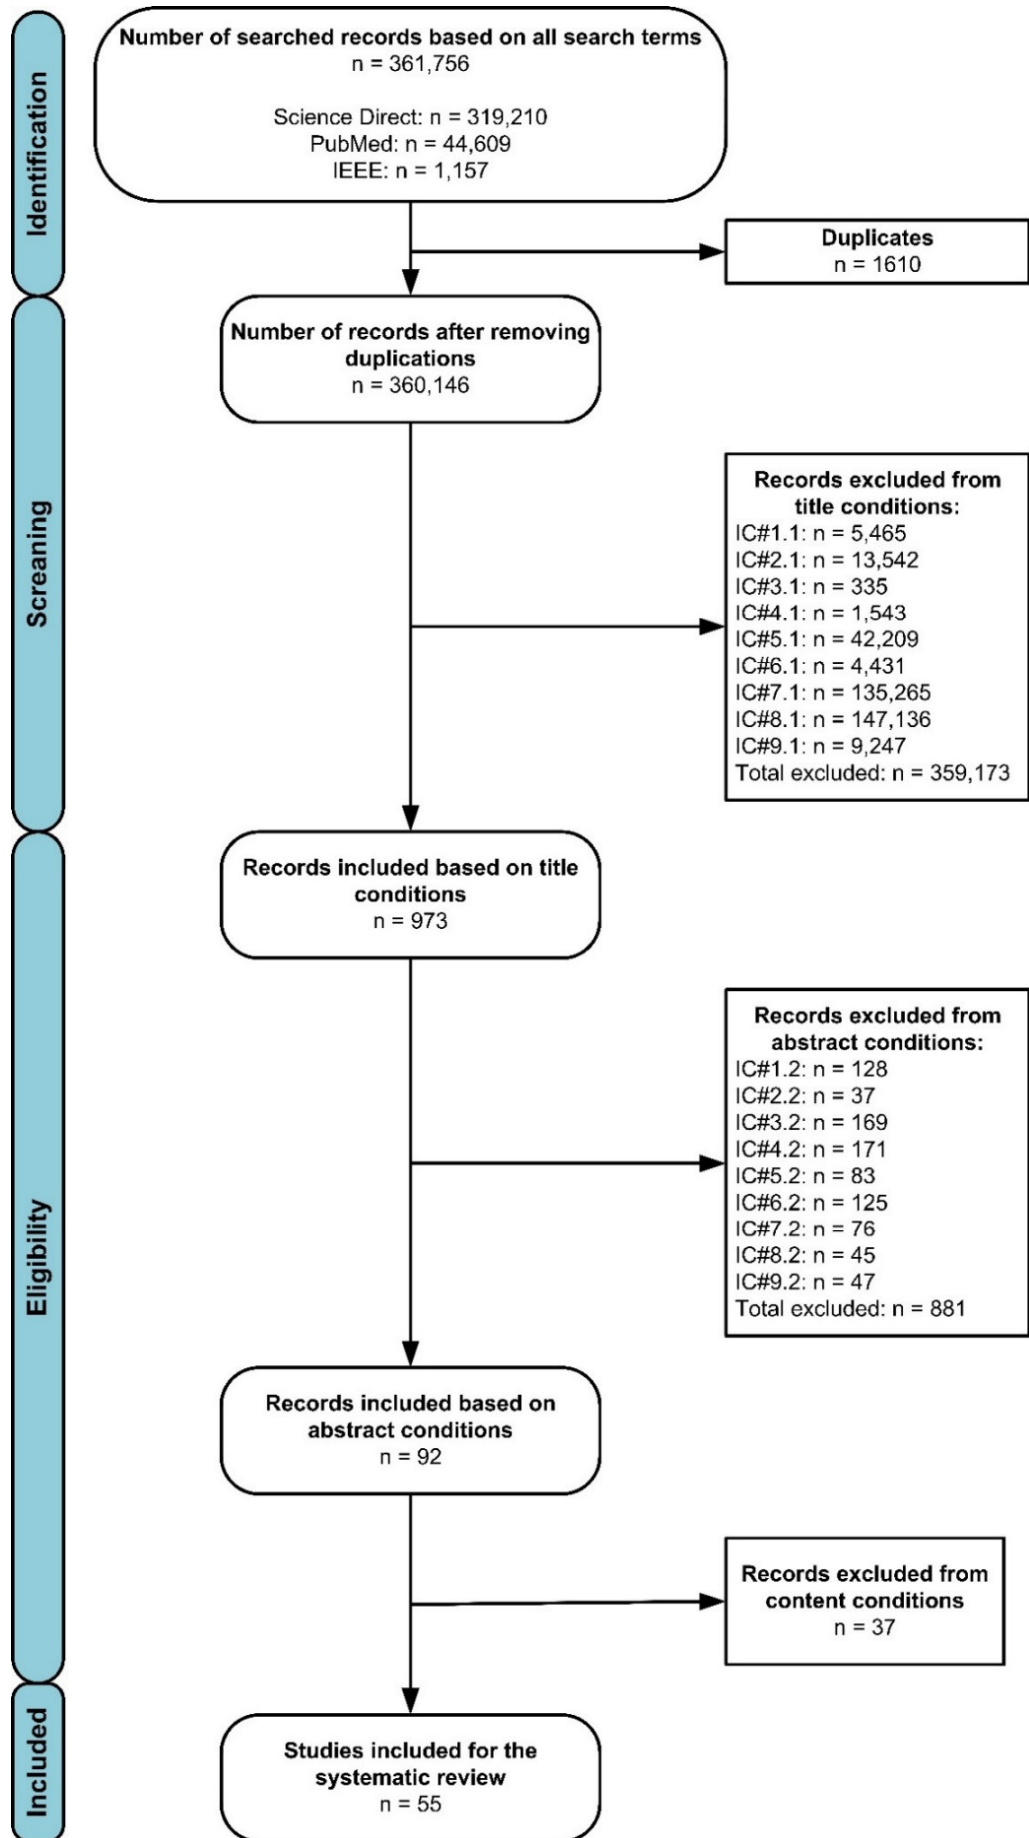 Identification
Number of searched records based on all search terms
n = 361,756
Science Direct: n = 319,210
PubMed: n = 44,609
IEEE: n = 1,157
Duplicates
n = 1610
Screaning
Number of records after removing
duplications
n = 360,146
Records excluded from
title conditions:
IC#1.1: n = 5,465
IC#2.1: n = 13,542
IC#3.1: n = 335
IC#4.1: n = 1,543
IC#5.1: n = 42,209
IC#6.1: n = 4,431
IC#7.1: n = 135,265
IC#8.1: n = 147,136
IC#9.1: n = 9,247
Total excluded: n = 359,173
Eligibility
Records included based on title
conditions
n = 973
Records excluded from
abstract conditions:
IC#1.2: n = 128
IC#2.2: n = 37
IC#3.2: n = 169
IC#4.2: n = 171
IC#5.2: n = 83
IC#6.2: n = 125
IC#7.2: n = 76
IC#8.2: n = 45
IC#9.2: n = 47
Total excluded: n = 881
Records included based on
abstract conditions
n = 92
Records excluded from
content conditions
n = 37
Included
Studies included for the
systematic review
n = 55